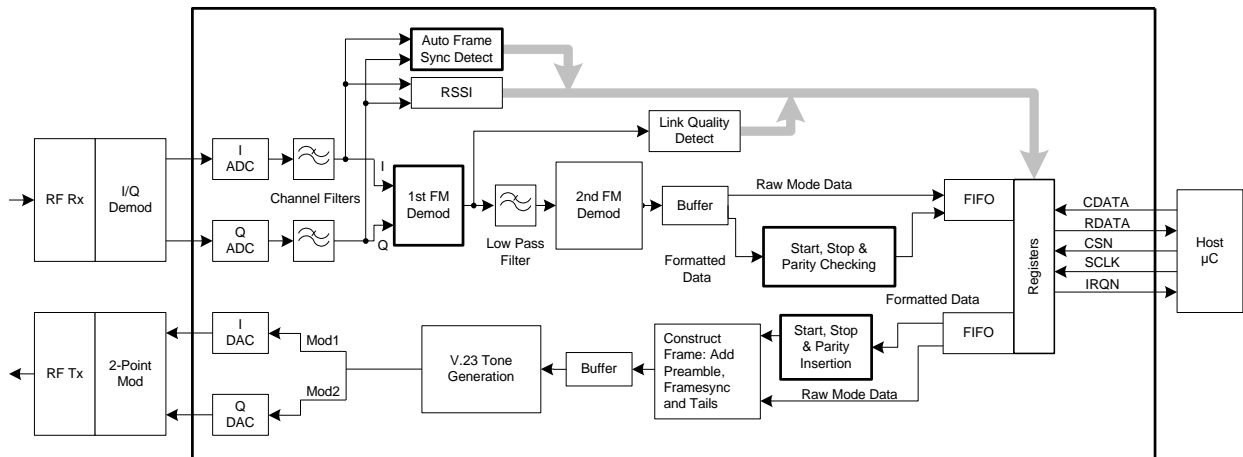 Auto Frame
Sync Detect
RSSI
Link Quality
Detect
RF Rx
I/Q
Demod
I
ADC
Channel Filters
Q
ADC
I
Q
1st FM
Demod
Low Pass
Filter
2nd FM
Demod
Buffer
Raw Mode Data
Formatted
Data
Start, Stop &
Parity Checking
FIFO
Registers
CDATA
RDATA
CSN
SCLK
IRQN
Host
µC
RF Tx
2-Point
Mod
I
DAC
Q
DAC
Mod1
Mod2
V.23 Tone
Generation
Buffer
Construct
Frame: Add
Preamble,
Framesync
and Tails
Start, Stop
& Parity
Insertion
Formatted Data
FIFO
Raw Mode Data